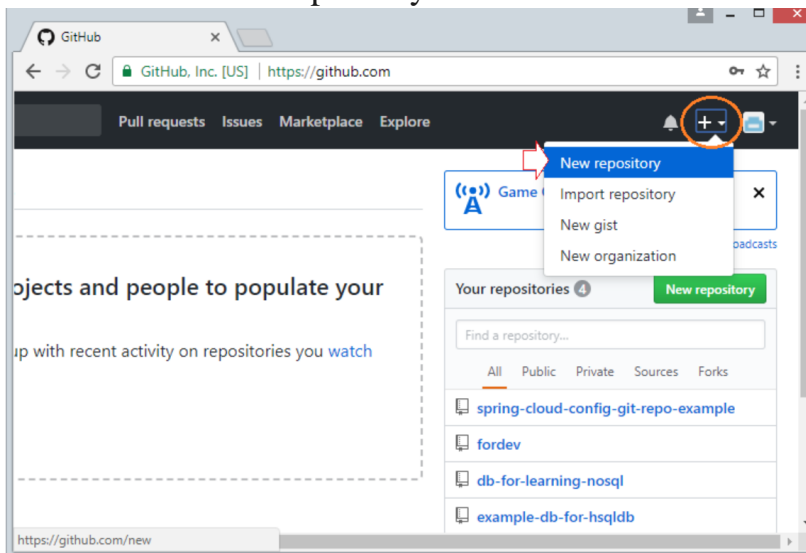 GitHub
GitHub, Inc. [US] | https://github.com
Pull requests Issues Marketplace Explore
New repository
Import repository
New gist
New organization
Game
ojects and people to populate your
up with recent activity on repositories you watch
Your repositories 4 New repository
Find a repository...
All Public Private Sources Forks
spring-cloud-config-git-repo-example
fordev
db-for-learning-nosql
example-db-for-hsqldb
https://github.com/new